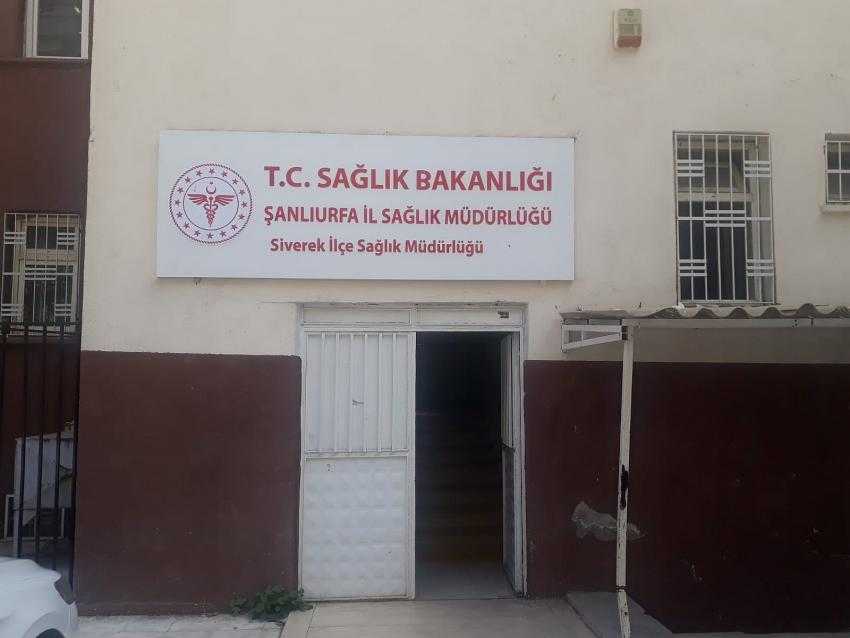 T.C. SAĞLIK BAKANLIĞI
ŞANLIURFA İL SAĞLIK MÜDÜRLÜĞÜ
Siverek İlçe Sağlık Müdürlüğü